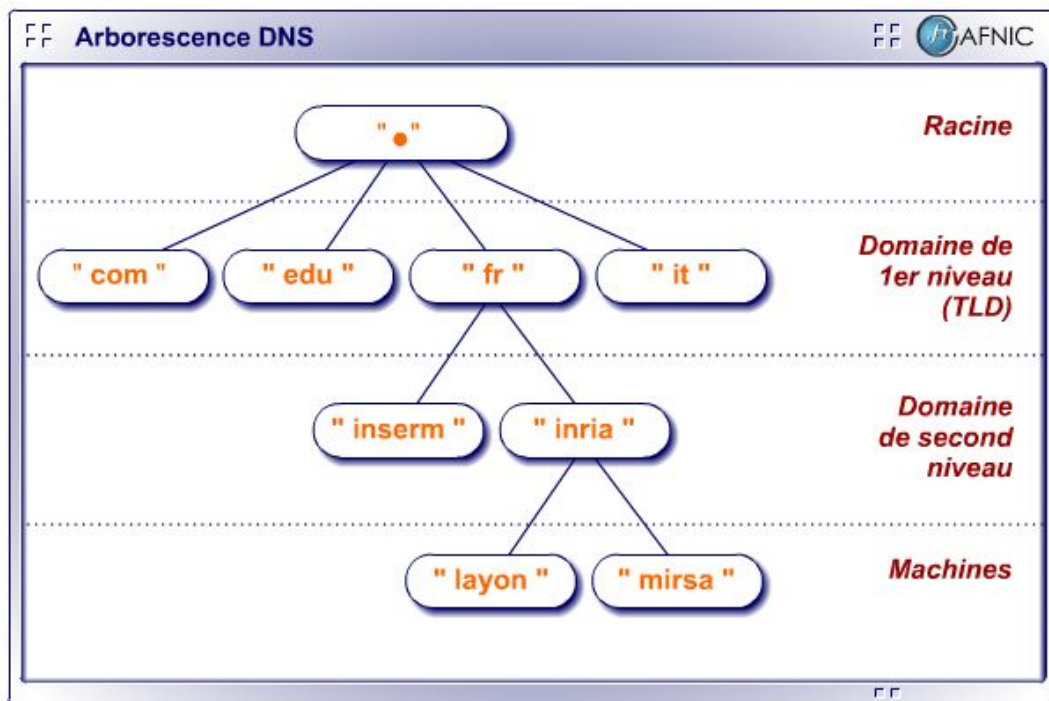 Arborescence DNS
fr AFNIC
" • "
Racine
" com "
" edu "
" fr "
" it "
Domaine de
1er niveau
(TLD)
" inserm "
" inria "
Domaine
de second
niveau
" layon "
" mirsa "
Machines